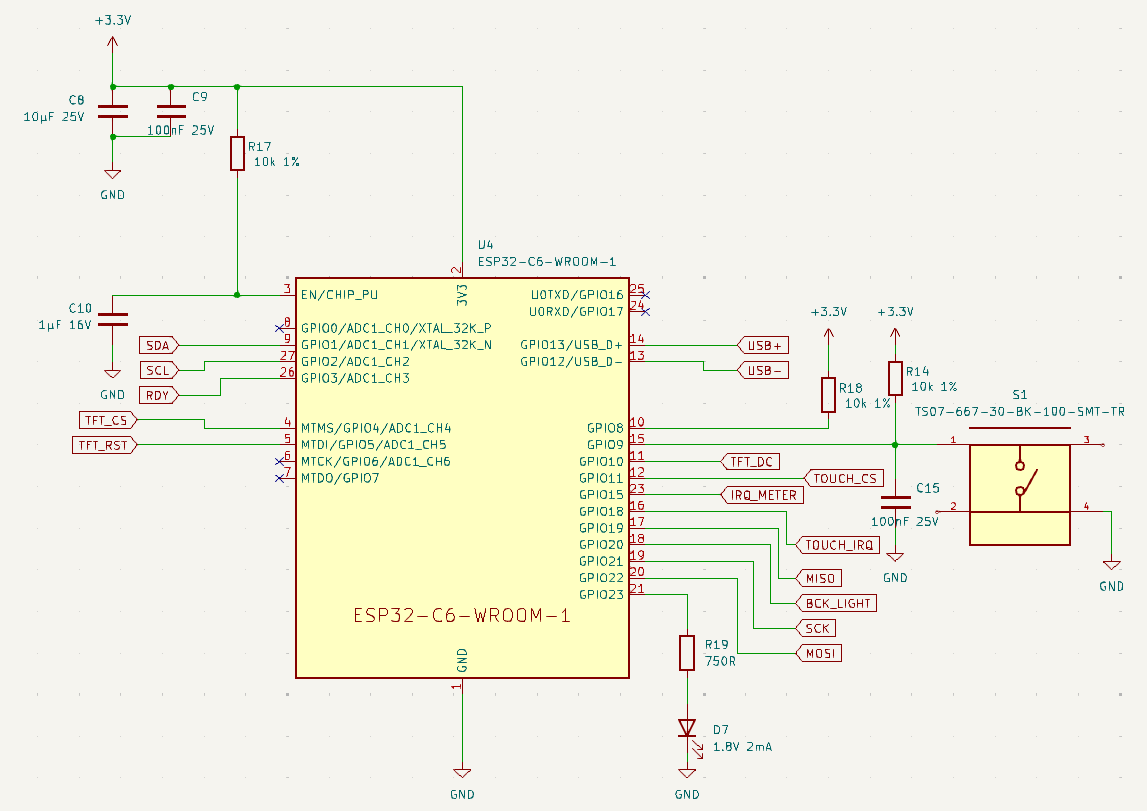 +3.3V
C8
10µF 25V
C9
100nF 25V
R17
10k 1%
GND
U4
ESP32-C6-WROOM-1
2
3V3
3
EN/CHIP_PU
U0TXD/GPIO16
25
U0RXD/GPIO17
24
C10
1µF 16V
GND
8
GPIO0/ADC1_CH0/XTAL_32K_P
SDA
9
GPIO1/ADC1_CH1/XTAL_32K_N
GPIO13/USB_D+
14
USB+
SCL
27
GPIO2/ADC1_CH2
GPIO12/USB_D-
13
USB-
RDY
26
GPIO3/ADC1_CH3
+3.3V
+3.3V
R18
10k 1%
R14
10k 1%
S1
TS07-667-30-BK-100-SMT-TR
TFT_CS
4
MTMS/GPIO4/ADC1_CH4
GPIO8
10
TFT_RST
5
MTDI/GPIO5/ADC1_CH5
GPIO9
15
1
3
6
MTCK/GPIO6/ADC1_CH6
GPIO10
11
TFT_DC
7
MTDO/GPIO7
GPIO11
12
TOUCH_CS
GPIO15
23
IRQ_METER
C15
100nF 25V
2
4
GPIO18
16
TOUCH_IRQ
GPIO19
17
MISO
GPIO20
18
BCK_LIGHT
GPIO21
19
SCK
GPIO22
20
MOSI
GPIO23
21
GND
GND
ESP32-C6-WROOM-1
GND
1
R19
750R
D7
1.8V 2mA
GND
GND